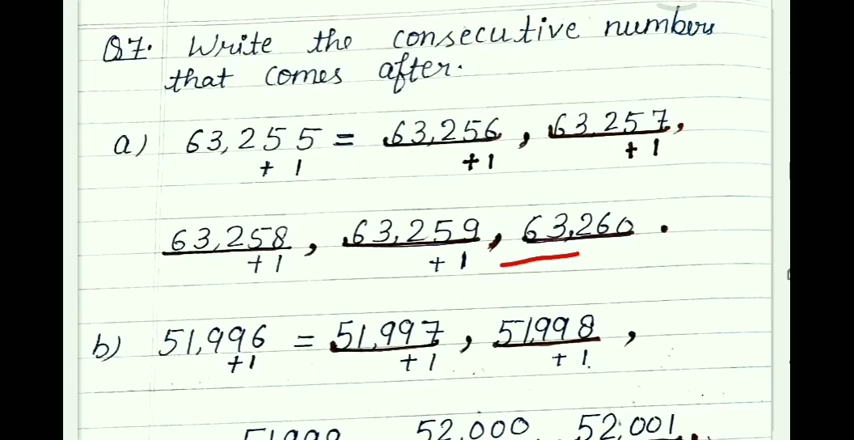 Q7. Write the consecutive numbers
that comes after.
a) 63,255 = 63,256, 63,257,
+ 1 + 1 + 1
63,258, 63,259, 63,260.
+ 1 + 1
b) 51,996 = 51,997, 51,998,
+1 + 1 + 1
51,999 52,000 52,001.